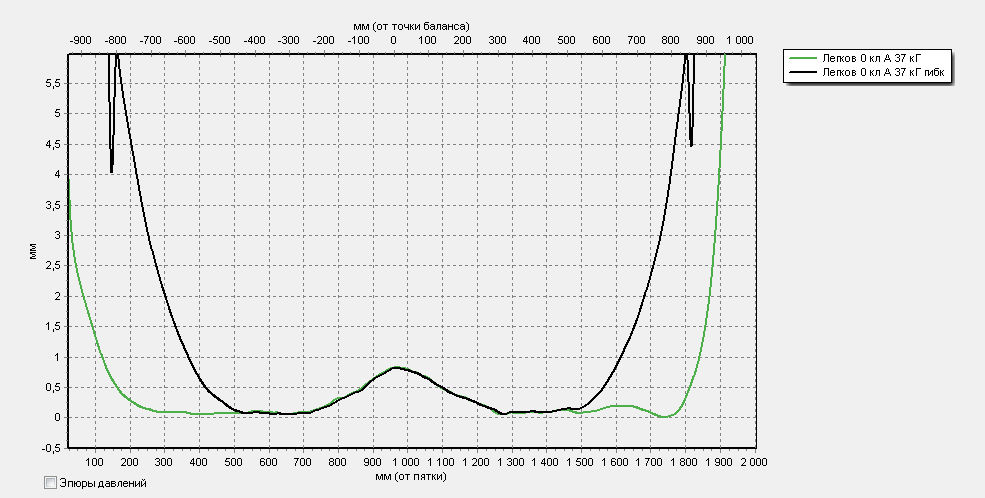 мм (от точки баланса)
-900 -800 -700 -600 -500 -400 -300 -200 -100 0 100 200 300 400 500 600 700 800 900 1 000
Легков 0 кл А 37 кГ
Легков 0 кл А 37 кГ гибк
5,5
5
4,5
4
3,5
3
мм
2,5
2
1,5
1
0,5
0
-0,5
100 200 300 400 500 600 700 800 900 1 000 1 100 1 200 1 300 1 400 1 500 1 600 1 700 1 800 1 900 2 000
мм (от пятки)
Эпюры давлений